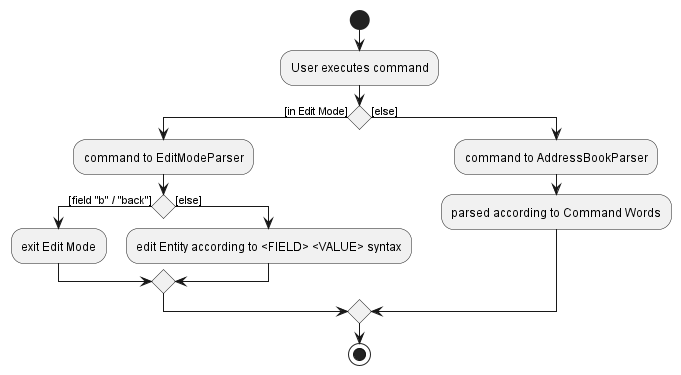 User executes command
[in Edit Mode]
[else]
command to EditModeParser
command to AddressBookParser
[field "b" / "back"]
[else]
parsed according to Command Words
exit Edit Mode
edit Entity according to <FIELD> <VALUE> syntax